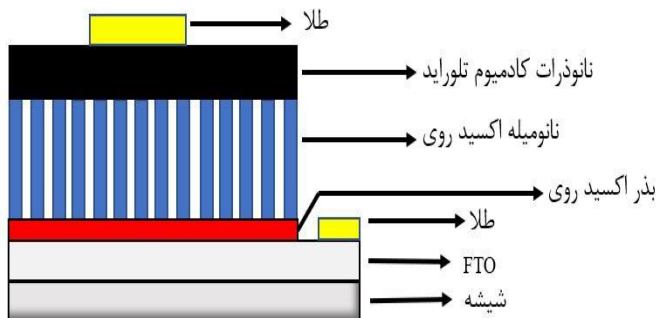 طلا
نانوذرات کادمیوم تلوراید
نانومیله اکسید روی
بذر اکسید روی
طلا
FTO
شیشه